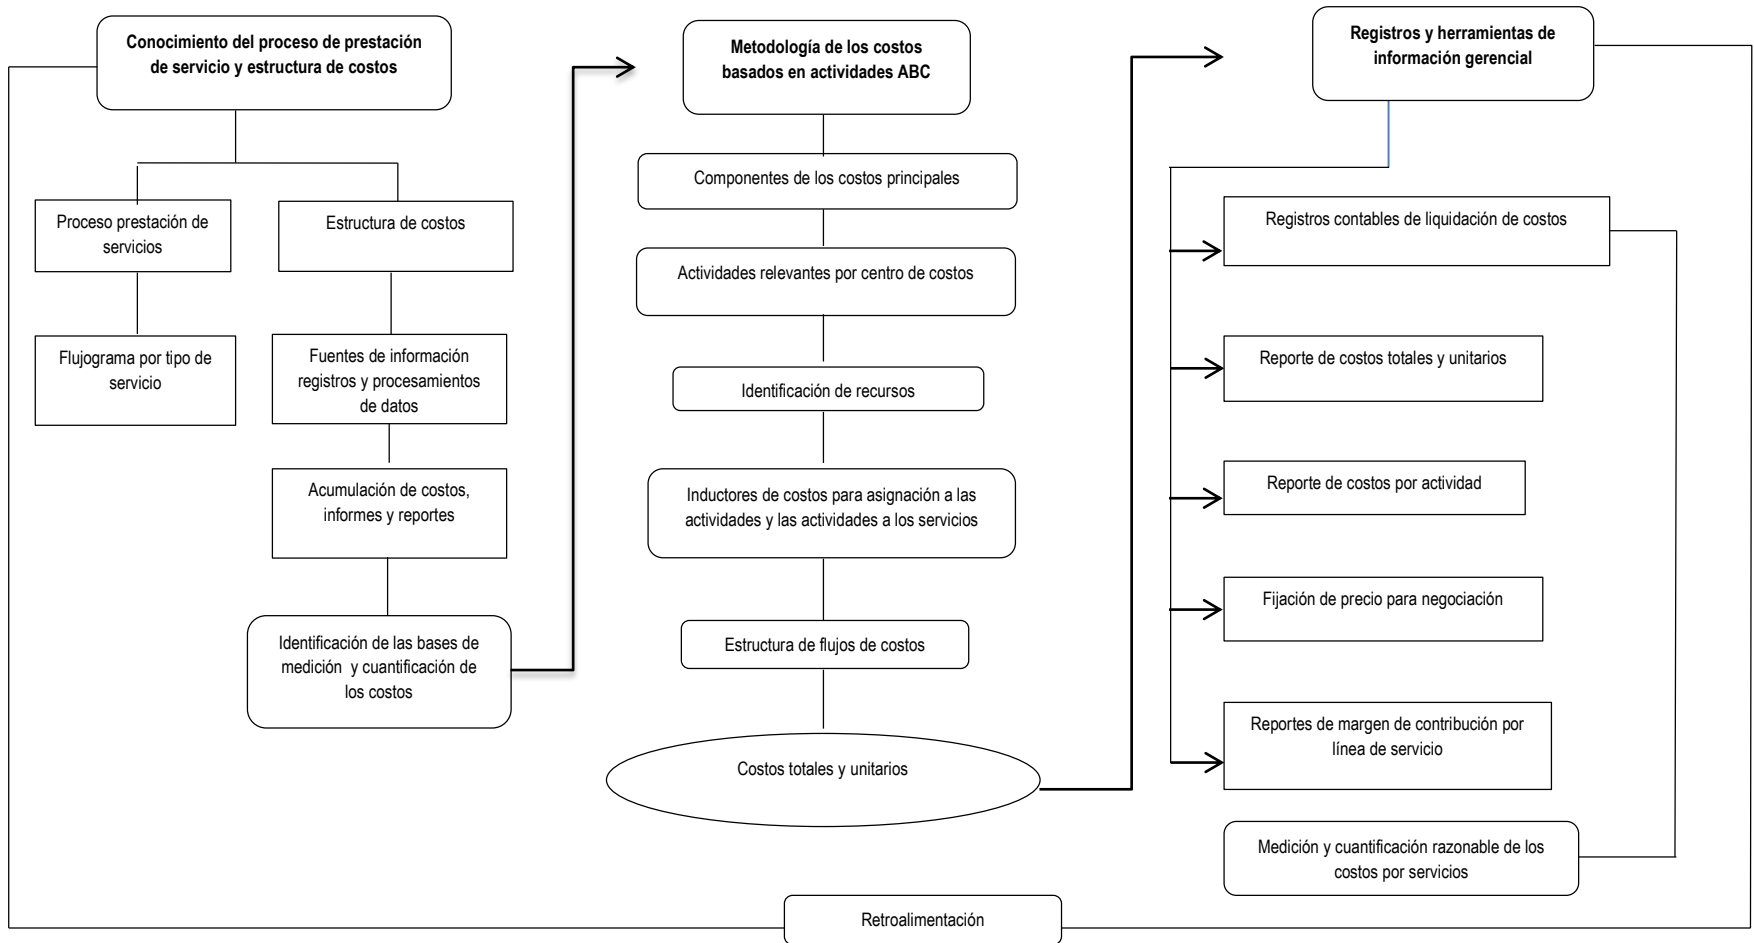 Conocimiento del proceso de prestación
de servicio y estructura de costos
Proceso prestación de
servicios
Flujograma por tipo de
servicio
Estructura de costos
Fuentes de información
registros y procesamientos
de datos
Acumulación de costos,
informes y reportes
Identificación de las bases de
medición y cuantificación de
los costos
Metodología de los costos
basados en actividades ABC
Componentes de los costos principales
Actividades relevantes por centro de costos
Identificación de recursos
Inductores de costos para asignación a las
actividades y las actividades a los servicios
Estructura de flujos de costos
Costos totales y unitarios
Registros y herramientas de
información gerencial
Registros contables de liquidación de costos
Reporte de costos totales y unitarios
Reporte de costos por actividad
Fijación de precio para negociación
Reportes de margen de contribución por
línea de servicio
Medición y cuantificación razonable de los
costos por servicios
Retroalimentación